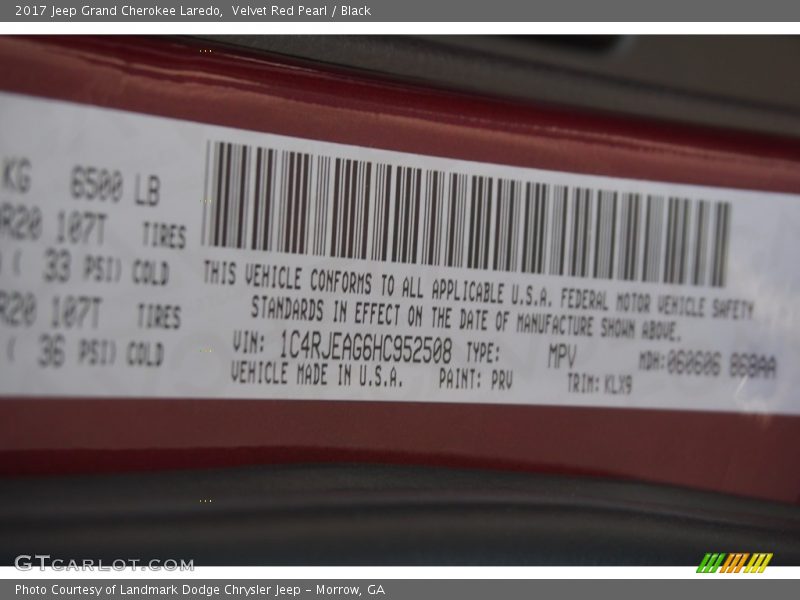 2017 Jeep Grand Cherokee Laredo,  Velvet Red Pearl / Black
KG 6500 LB
R20 107T TIRES
( 33 PSI) COLD
R20 107T TIRES
( 36 PSI) COLD
THIS VEHICLE CONFORMS TO ALL APPLICABLE U.S.A. FEDERAL MOTOR VEHICLE SAFETY
STANDARDS IN EFFECT ON THE DATE OF MANUFACTURE SHOWN ABOVE.
VIN: 1C4RJEAG6HC952508 TYPE: MPV MDH:060606 868AA
VEHICLE MADE IN U.S.A. PAINT: PRV TRIM: KLX9
GTCARLOT.COM
Photo Courtesy of Landmark Dodge Chrysler Jeep - Morrow, GA